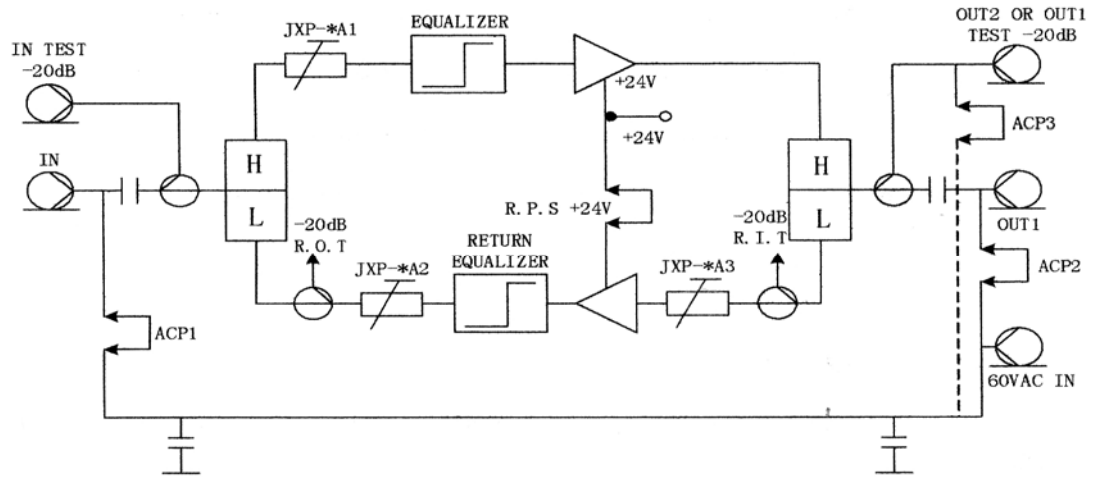 JXP-*A1
EQUALIZER
OUT2 OR OUT1
TEST -20dB
IN TEST
-20dB
+24V
+24V
ACP3
IN
H
L
H
L
R.P.S +24V
OUT1
-20dB
R.O.T
-20dB
R.I.T
RETURN
EQUALIZER
JXP-*A2
JXP-*A3
ACP2
ACP1
60VAC IN